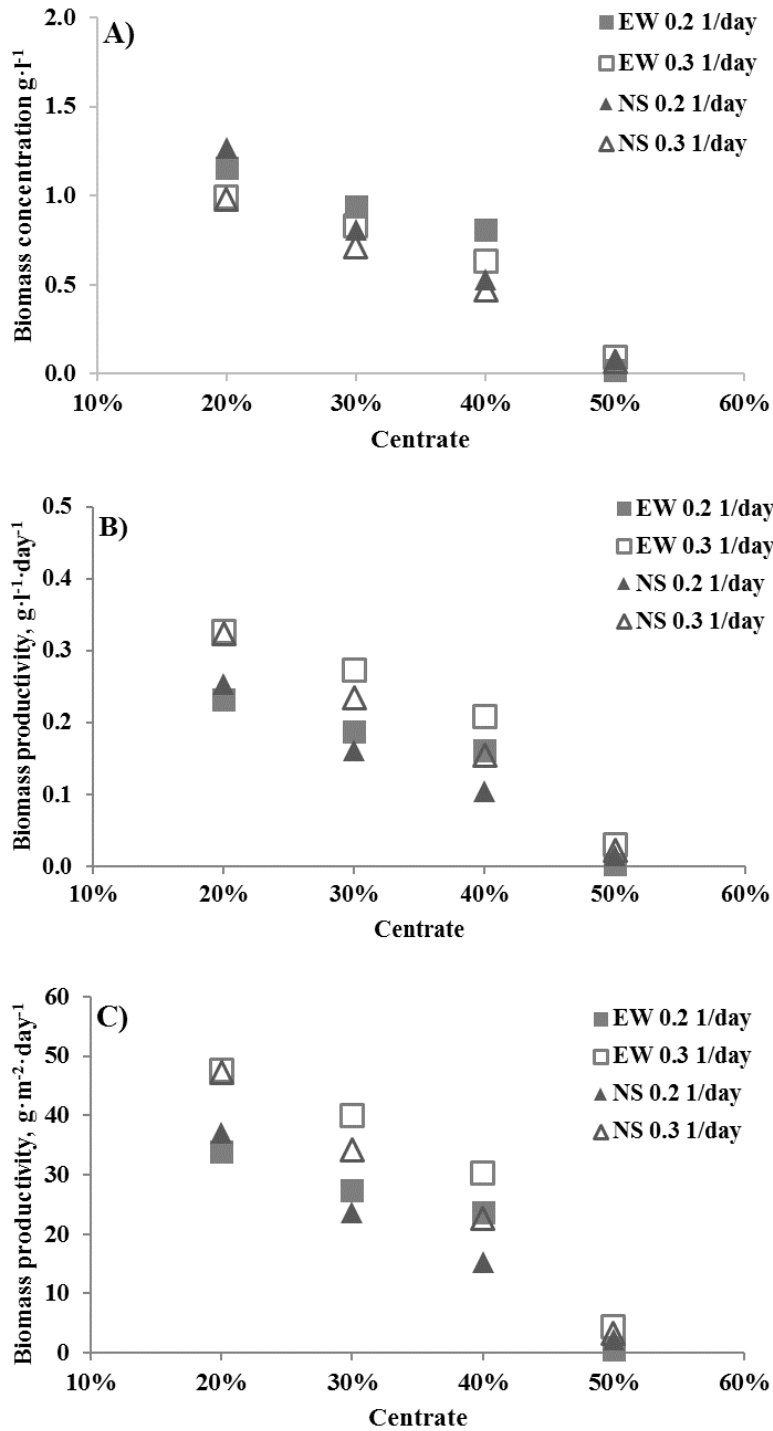 A)
EW 0.2 1/day
EW 0.3 1/day
NS 0.2 1/day
NS 0.3 1/day
Biomass concentration g·l⁻¹
2.0
1.5
1.0
0.5
0.0
10% 20% 30% 40% 50% 60%
Centrate
B)
EW 0.2 1/day
EW 0.3 1/day
NS 0.2 1/day
NS 0.3 1/day
Biomass productivity, g·l⁻¹·day⁻¹
0.5
0.4
0.3
0.2
0.1
0.0
10% 20% 30% 40% 50% 60%
Centrate
C)
EW 0.2 1/day
EW 0.3 1/day
NS 0.2 1/day
NS 0.3 1/day
Biomass productivity, g·m⁻²·day⁻¹
60
50
40
30
20
10
0
10% 20% 30% 40% 50% 60%
Centrate